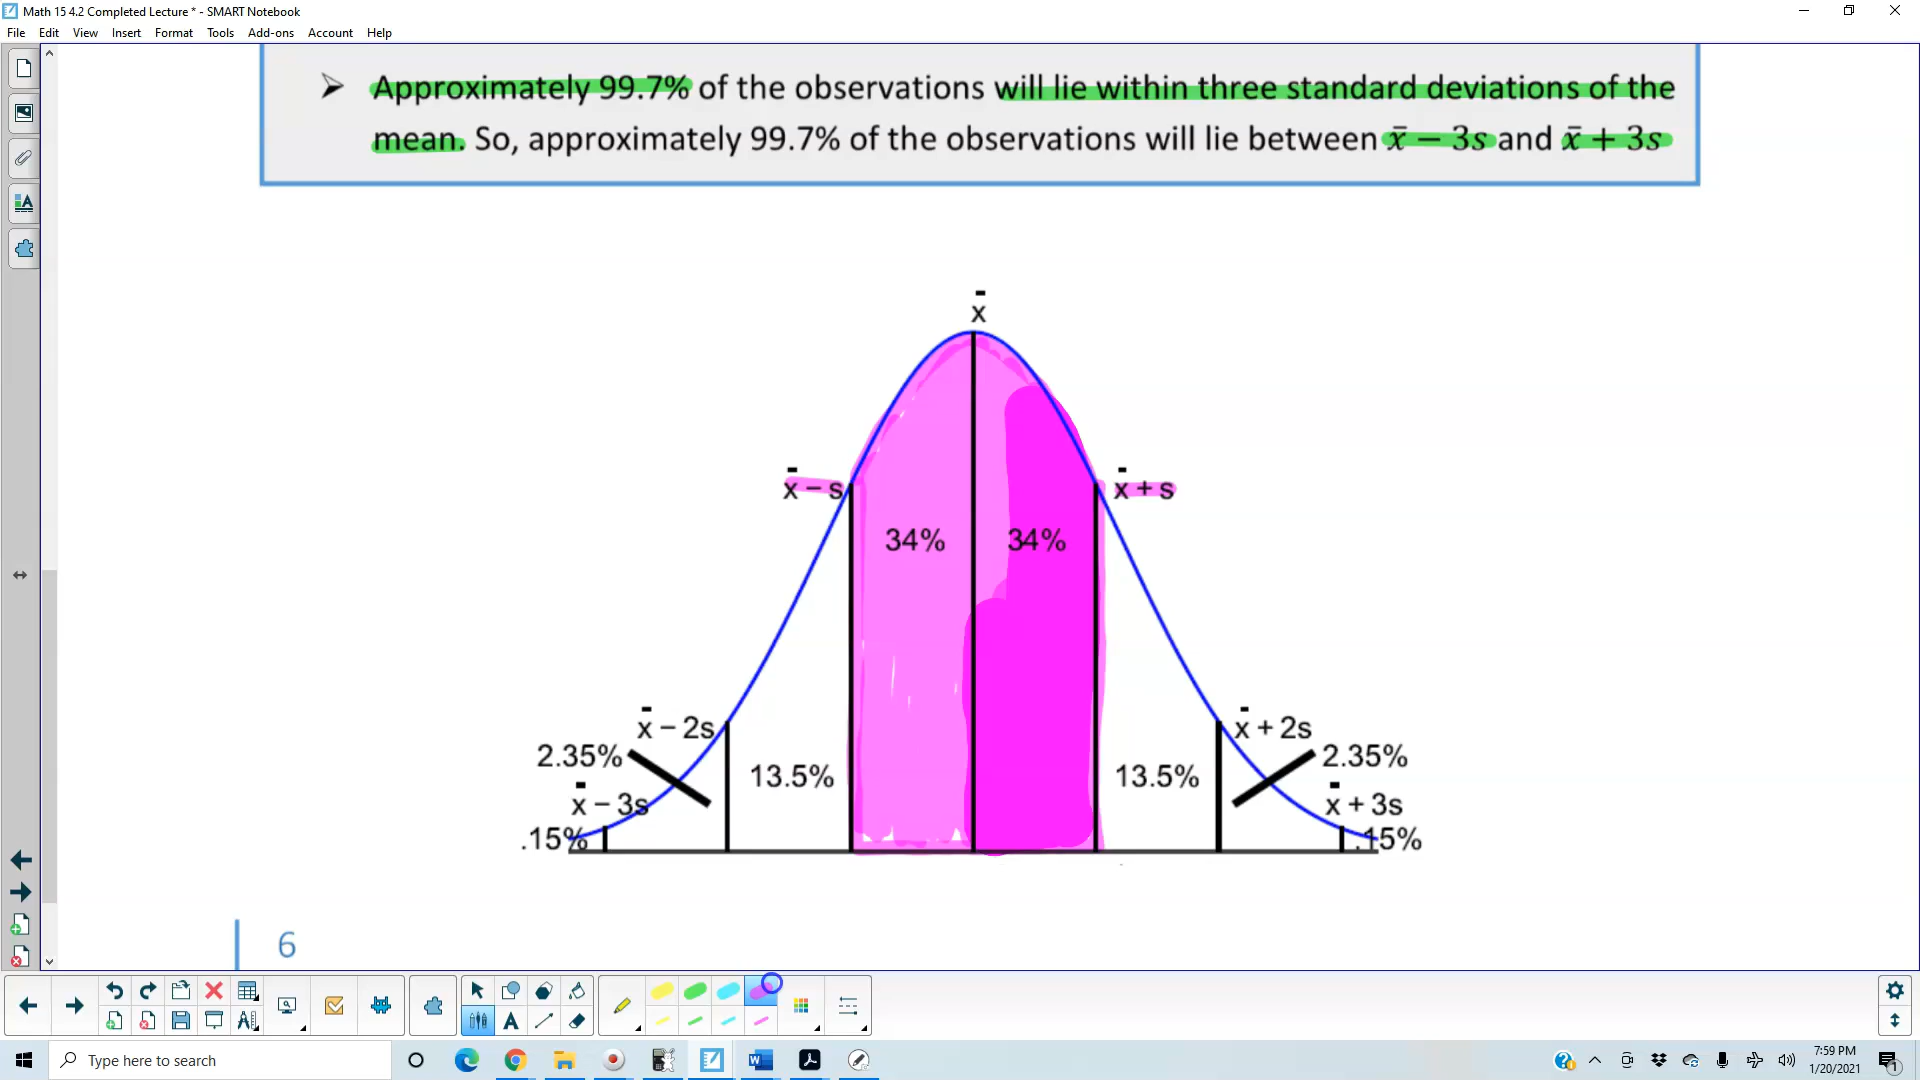 Math 15 4.2 Completed Lecture * - SMART Notebook
File Edit View Insert Format Tools Add-ons Account Help
➢ Approximately 99.7% of the observations will lie within three standard deviations of the
mean. So, approximately 99.7% of the observations will lie between x̄ − 3s and x̄ + 3s
x̄
x̄ − s
x̄ + s
34%
34%
x̄ − 2s
x̄ + 2s
2.35%
2.35%
13.5%
13.5%
x̄ − 3s
x̄ + 3s
.15%
.15%
6
A
Type here to search
7:59 PM
1/20/2021
1